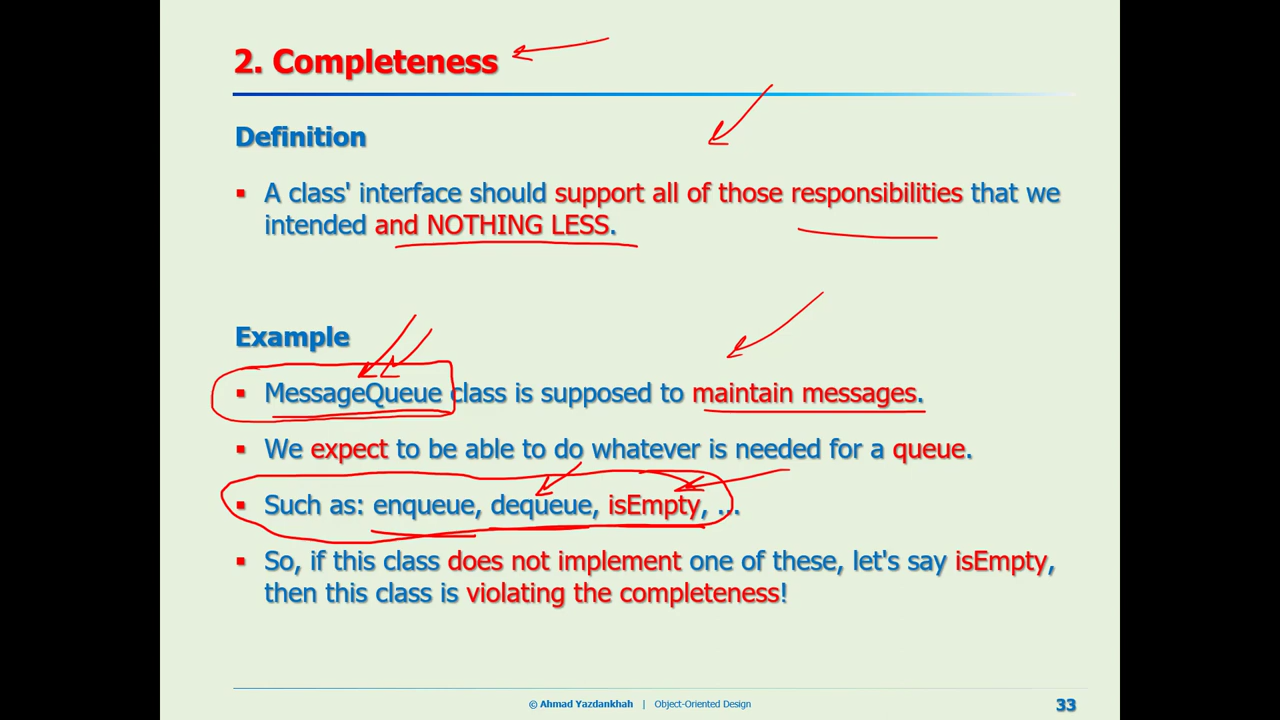 2. Completeness
Definition
▪ A class' interface should support all of those responsibilities that we
intended and NOTHING LESS.
Example
▪ MessageQueue class is supposed to maintain messages.
▪ We expect to be able to do whatever is needed for a queue.
▪ Such as: enqueue, dequeue, isEmpty, ...
▪ So, if this class does not implement one of these, let's say isEmpty,
then this class is violating the completeness!
© Ahmad Yazdankhah | Object-Oriented Design
33